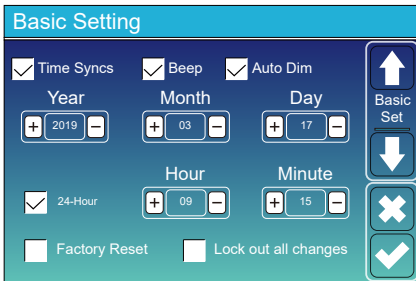 Basic Setting
Time Syncs Beep Auto Dim
Year Month Day
Basic Set
+ 2019 − + 03 − + 17 −
Hour Minute
24-Hour + 09 − + 15 −
Factory Reset Lock out all changes